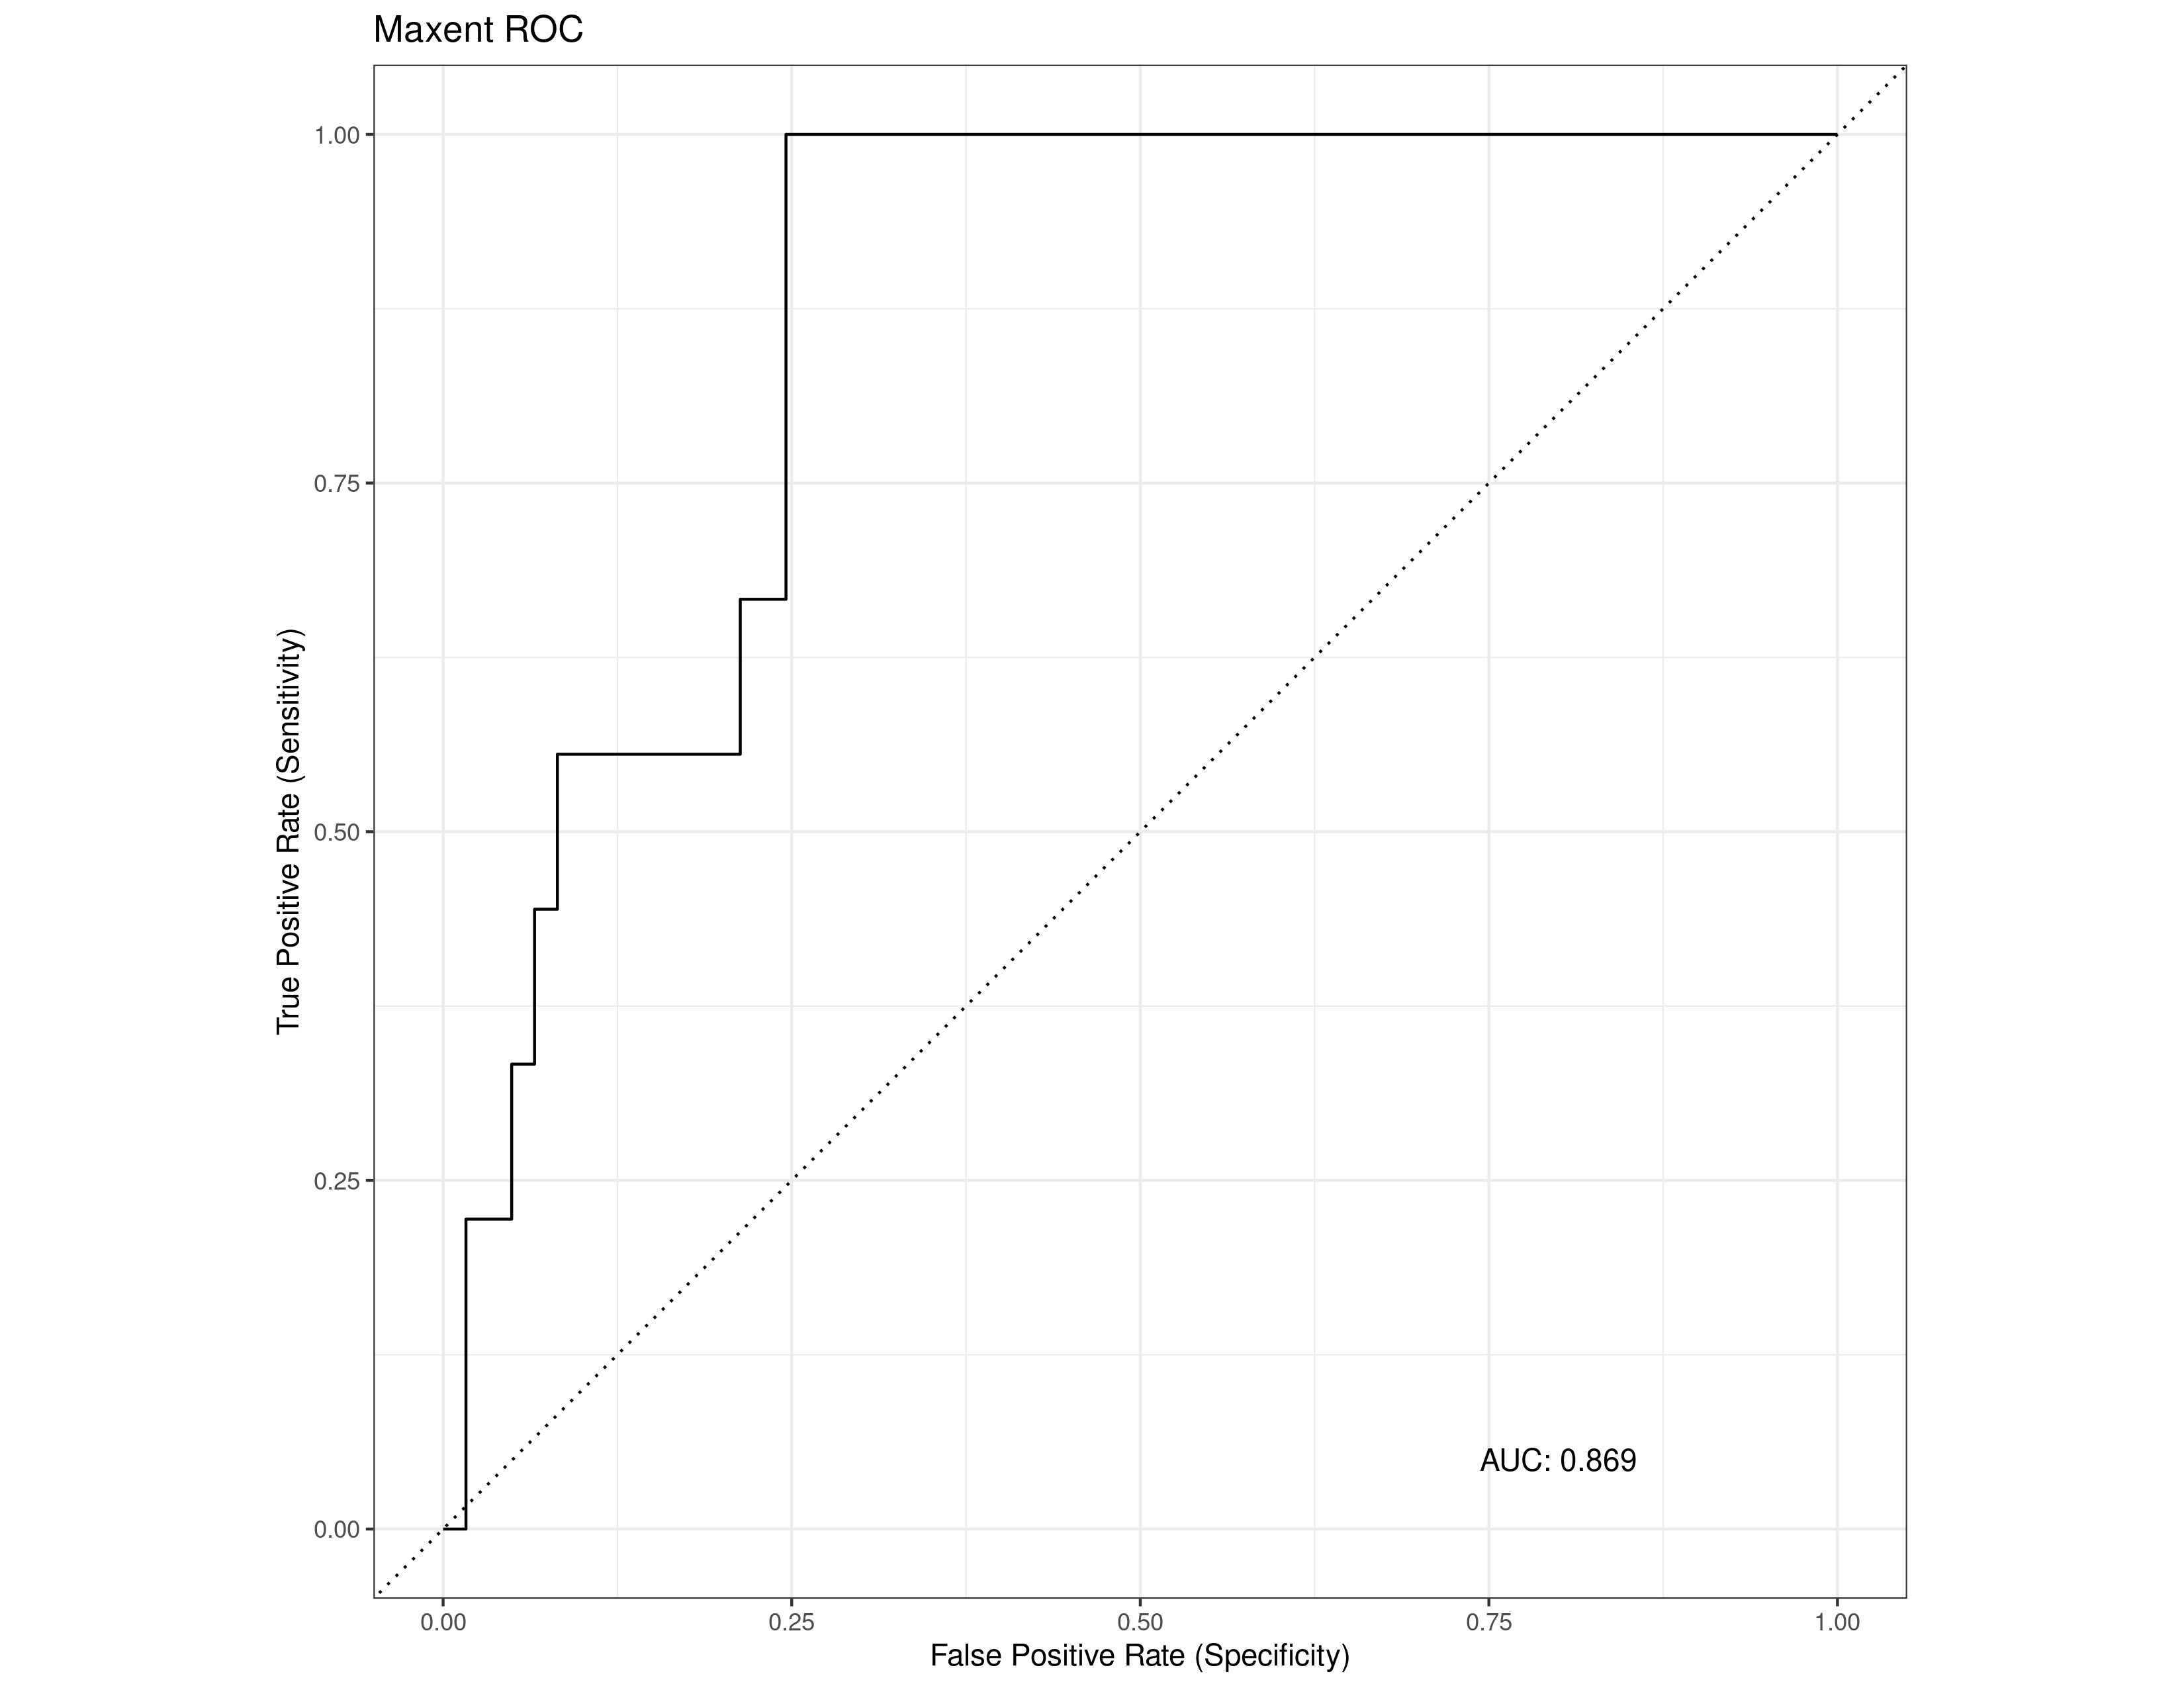 Maxent ROC
True Positive Rate (Sensitivity)
1.00
0.75
0.50
0.25
0.00
AUC: 0.869
0.00 0.25 0.50 0.75 1.00
False Positive Rate (Specificity)